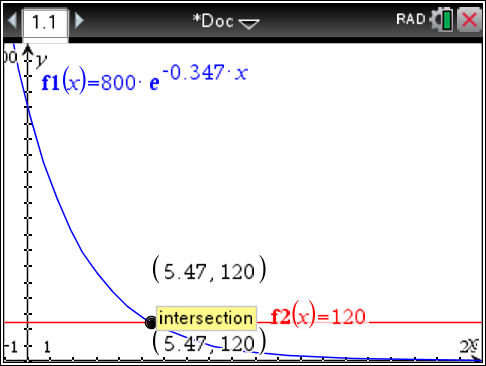 1.1 *Doc RAD
00 y
f1(x)=800·e^-0.347·x
(5.47,120)
intersection f2(x)=120
(5.47,120)
-1 1 x